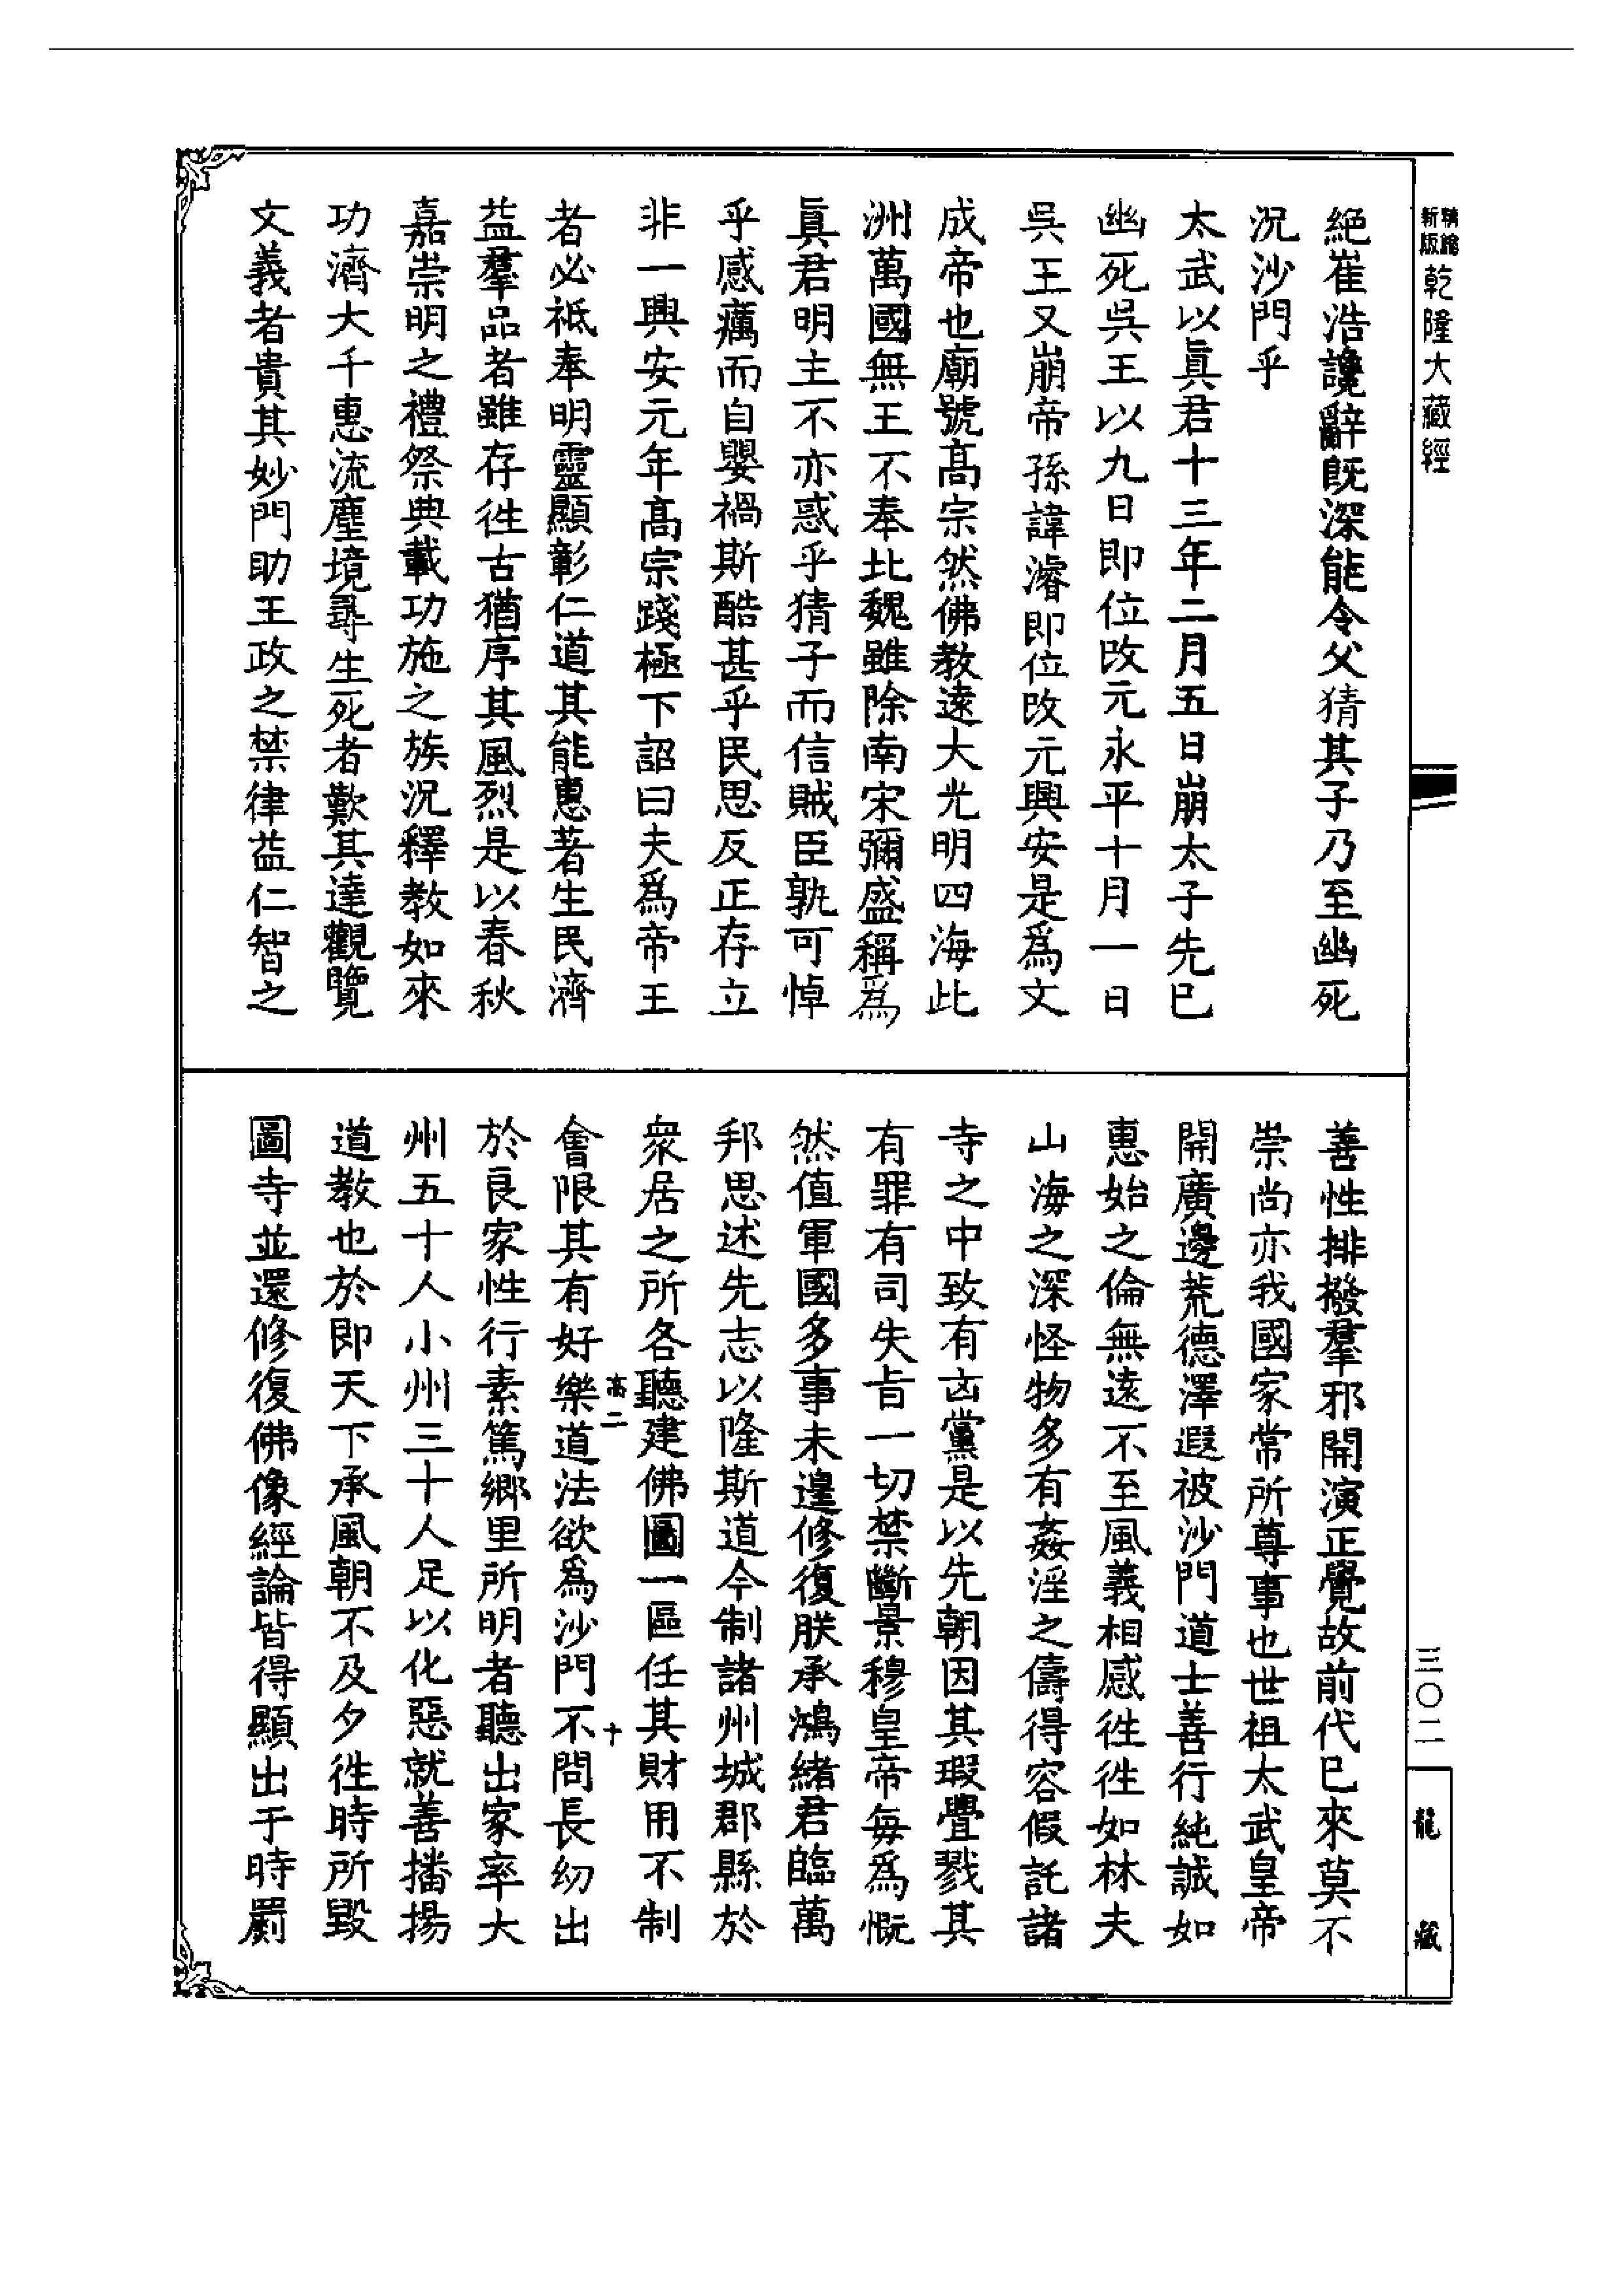 新版
精縮
乾隆大藏經
三〇二
龍藏
絕崔浩讒辭既深能令父猜其子乃至幽死
況沙門乎
太武以眞君十三年二月五日崩太子先已
幽死吳王以九日即位改元永平十月一日
吳王又崩帝孫諱濬即位改元興安是爲文
成帝也廟號高宗然佛教遠大光明四海此
洲萬國無王不奉北魏雖除南宋彌盛稱爲
眞君明主不亦惑乎猜子而信賊臣孰可悼
乎感癘而自嬰禍斯酷甚乎民思反正存立
非一興安元年高宗踐極下詔曰夫爲帝王
者必祇奉明靈顯彰仁道其能惠著生民濟
益羣品者雖存徃古猶序其風烈是以春秋
嘉崇明之禮祭典載功施之族況釋教如來
功濟大千惠流塵境尋生死者歎其達觀覽
文義者貴其妙門助王政之禁律益仁智之
善性排撥羣邪開演正覺故前代已來莫不
崇尚亦我國家常所尊事也世祖太武皇帝
開廣邊荒德澤遐被沙門道士善行純誠如
惠始之倫無遠不至風義相感徃徃如林夫
山海之深怪物多有姦淫之儔得容假託諸
寺之中致有凶黨是以先朝因其瑕舋戮其
有罪有司失旨一切禁斷景穆皇帝每爲慨
然值軍國多事未遑修復朕承鴻緒君臨萬
邦思述先志以隆斯道今制諸州城郡縣於
衆居之所各聽建佛圖一區任其財用不制
高二　十
會限其有好樂道法欲爲沙門不問長幼出
於良家性行素篤鄉里所明者聽出家率大
州五十人小州三十人足以化惡就善播揚
道教也於即天下承風朝不及夕徃時所毀
圖寺並還修復佛像經論皆得顯出于時罽